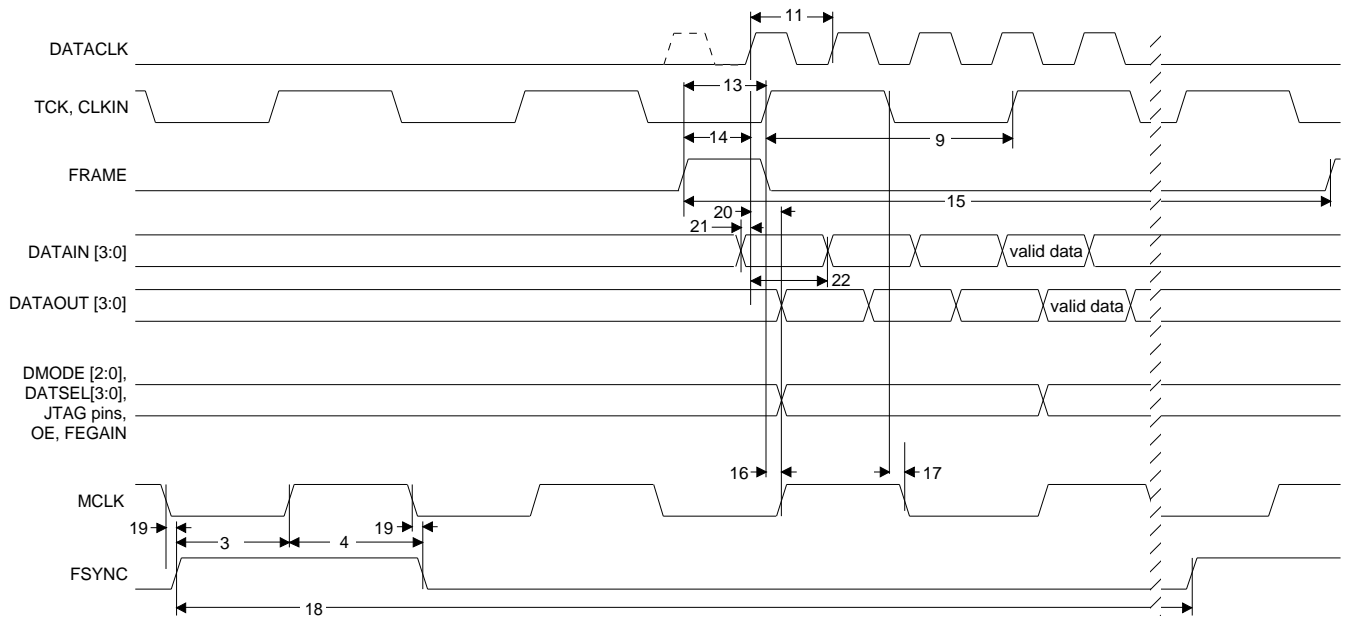 11
DATACLK
13
TCK, CLKIN
14
9
FRAME
15
20
21
DATAIN [3:0]
valid data
22
DATAOUT [3:0]
valid data
DMODE [2:0],
DATSEL[3:0],
JTAG pins,
OE, FEGAIN
16
17
MCLK
19
19
3
4
FSYNC
18